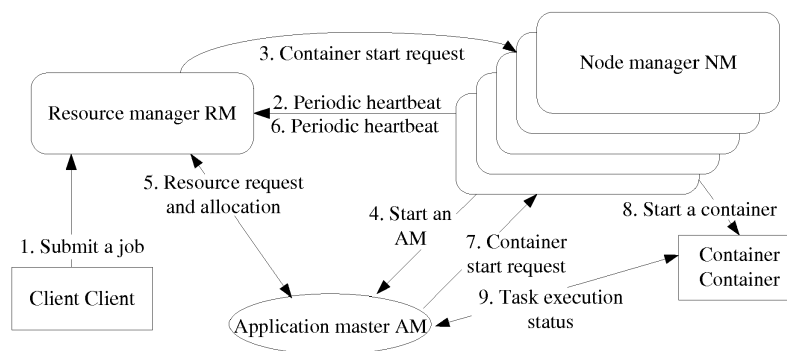 3. Container start request
Node manager NM
Resource manager RM
2. Periodic heartbeat
6. Periodic heartbeat
5. Resource request
and allocation
4. Start an
AM
7. Container
start request
8. Start a container
1. Submit a job
Client Client
Container
Container
9. Task execution
status
Application master AM